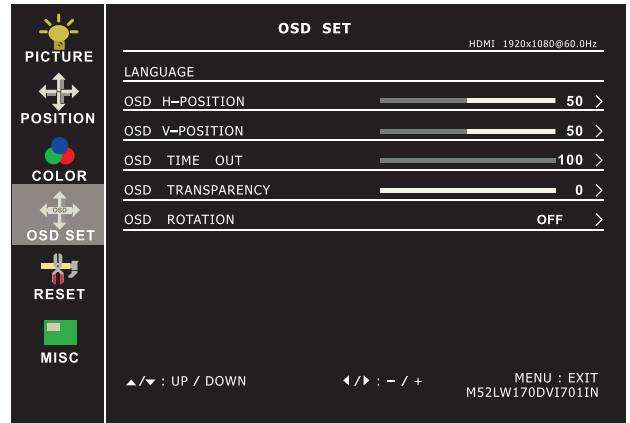 OSD SET
HDMI 1920x1080@60.0Hz
PICTURE
POSITION
COLOR
OSD
OSD SET
RESET
MISC
LANGUAGE
OSD H–POSITION 50 >
OSD V–POSITION 50 >
OSD TIME OUT 100 >
OSD TRANSPARENCY 0 >
OSD ROTATION OFF >
▲/▼ : UP / DOWN ◀/▶ : – / + MENU : EXIT
M52LW170DVI701IN